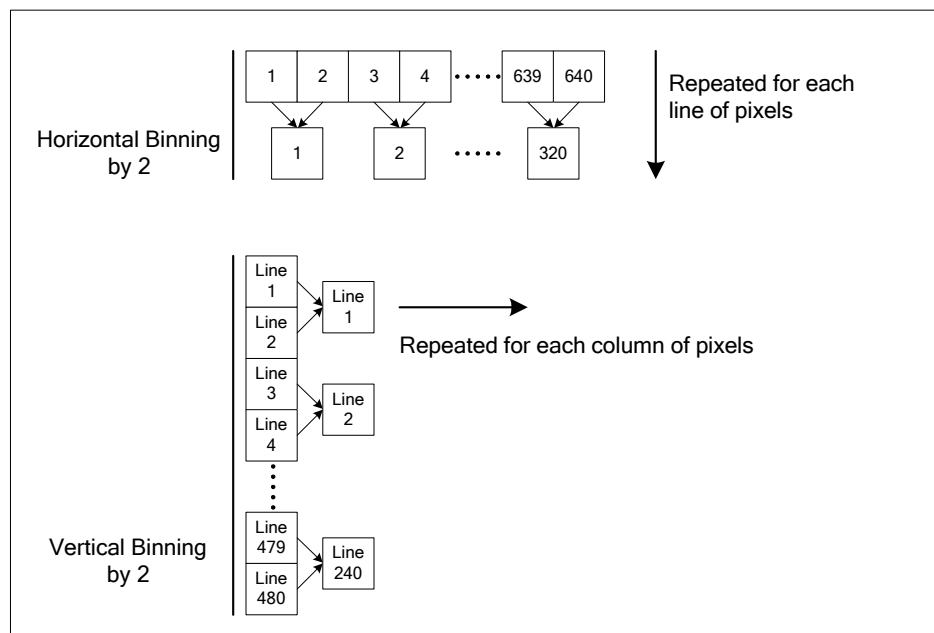 1 2 3 4 ..... 639 640
Repeated for each
line of pixels
Horizontal Binning
by 2
1 2 ..... 320
Line
1
Line
2
Line
1
Repeated for each column of pixels
Line
3
Line
4
Line
2
Vertical Binning
by 2
Line
479
Line
480
Line
240